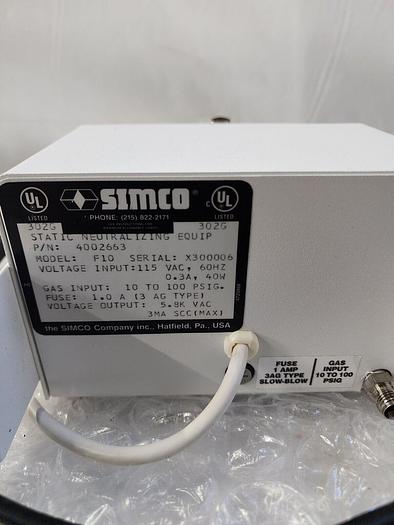 UL UL
LISTED SIMCO LISTED
PHONE: (215) 822-2171
302G 302G
STATIC NEUTRALIZING EQUIP
P/N: 4002663
MODEL: F10 SERIAL: X300006
VOLTAGE INPUT: 115 VAC, 60HZ
0.3A, 40W
GAS INPUT: 10 TO 100 PSIG.
FUSE: 1.0 A (3 AG TYPE)
VOLTAGE OUTPUT: 5.8K VAC
3MA SCC(MAX)
the SIMCO Company inc., Hatfield, Pa., USA
FUSE
1 AMP
3AG TYPE
SLOW-BLOW
GAS
INPUT
10 TO 100
PSIG